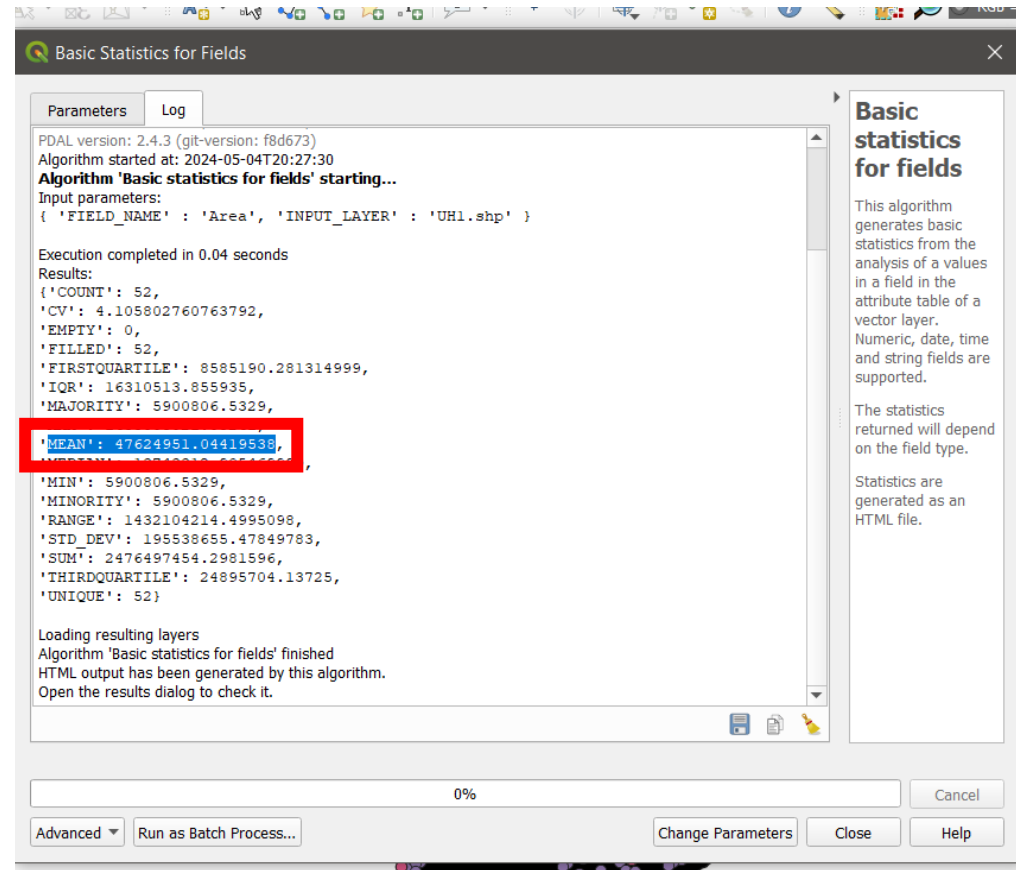 RGB
Basic Statistics for Fields
Parameters
Log
PDAL version: 2.4.3 (git-version: f8d673)
Algorithm started at: 2024-05-04T20:27:30
Algorithm 'Basic statistics for fields' starting...
Input parameters:
{ 'FIELD_NAME' : 'Area', 'INPUT_LAYER' : 'UH1.shp' }
Execution completed in 0.04 seconds
Results:
{'COUNT': 52,
'CV': 4.105802760763792,
'EMPTY': 0,
'FILLED': 52,
'FIRSTQUARTILE': 8585190.281314999,
'IQR': 16310513.855935,
'MAJORITY': 5900806.5329,
'MEAN': 47624951.04419538,
'MIN': 5900806.5329,
'MINORITY': 5900806.5329,
'RANGE': 1432104214.4995098,
'STD_DEV': 195538655.47849783,
'SUM': 2476497454.2981596,
'THIRDQUARTILE': 24895704.13725,
'UNIQUE': 52}
Loading resulting layers
Algorithm 'Basic statistics for fields' finished
HTML output has been generated by this algorithm.
Open the results dialog to check it.
Basic
statistics
for fields
This algorithm
generates basic
statistics from the
analysis of a values
in a field in the
attribute table of a
vector layer.
Numeric, date, time
and string fields are
supported.
The statistics
returned will depend
on the field type.
Statistics are
generated as an
HTML file.
0%
Cancel
Advanced
Run as Batch Process...
Change Parameters
Close
Help